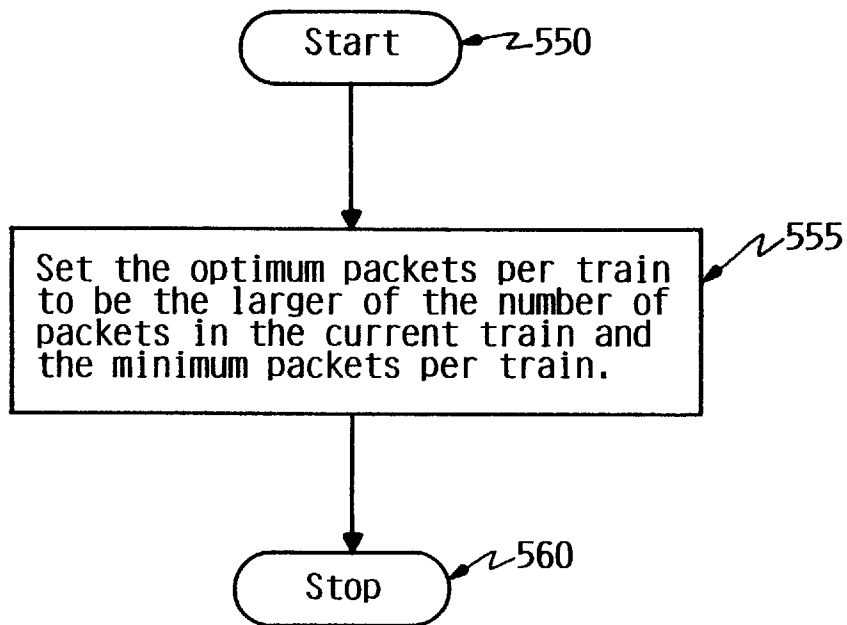 Start
550
555
Set the optimum packets per train
to be the larger of the number of
packets in the current train and
the minimum packets per train.
560
Stop